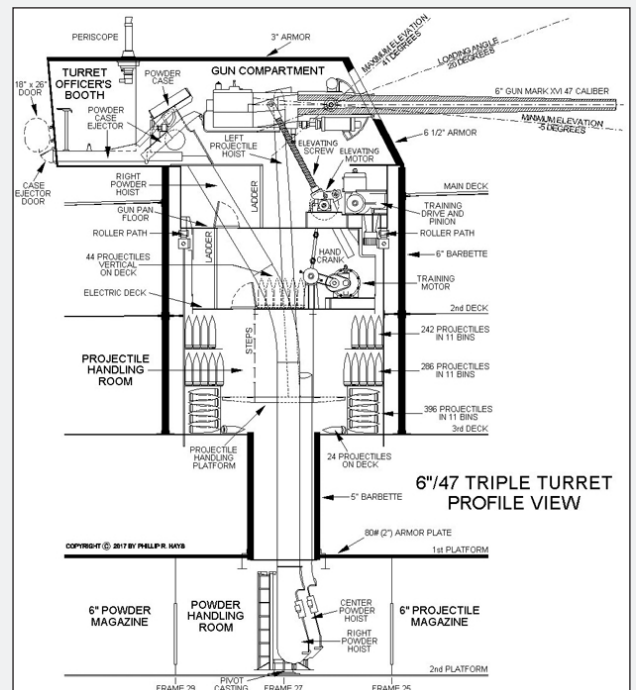 PERISCOPE
3" ARMOR
MAXIMUM ELEVATION
41 DEGREES
LOADING ANGLE
20 DEGREES
TURRET
OFFICER'S
BOOTH
POWDER
CASE
GUN COMPARTMENT
18" x 26"
DOOR
6" GUN MARK XVI 47 CALIBER
POWDER
CASE
EJECTOR
MINIMUM ELEVATION
-5 DEGREES
LEFT
PROJECTILE
HOIST
ELEVATING
SCREW
ELEVATING
MOTOR
6 1/2" ARMOR
CASE
EJECTOR
DOOR
RIGHT
POWDER
HOIST
LADDER
MAIN DECK
GUN PAN
FLOOR
TRAINING
DRIVE AND
PINION
ROLLER PATH
ROLLER PATH
LADDER
HAND
CRANK
6" BARBETTE
44 PROJECTILES
VERTICAL
ON DECK
TRAINING
MOTOR
ELECTRIC DECK
2nd DECK
242 PROJECTILES
IN 11 BINS
STEPS
PROJECTILE
HANDLING
ROOM
286 PROJECTILES
IN 11 BINS
396 PROJECTILES
IN 11 BINS
3rd DECK
PROJECTILE
HANDLING
PLATFORM
24 PROJECTILES
ON DECK
6"/47 TRIPLE TURRET
PROFILE VIEW
5" BARBETTE
80# (2") ARMOR PLATE
COPYRIGHT © 2017 BY PHILLIP R. HAYS
1st PLATFORM
6" POWDER
MAGAZINE
POWDER
HANDLING
ROOM
CENTER
POWDER
HOIST
6" PROJECTILE
MAGAZINE
RIGHT
POWDER
HOIST
2nd PLATFORM
PIVOT
CASTING
FRAME 29
FRAME 27
FRAME 25